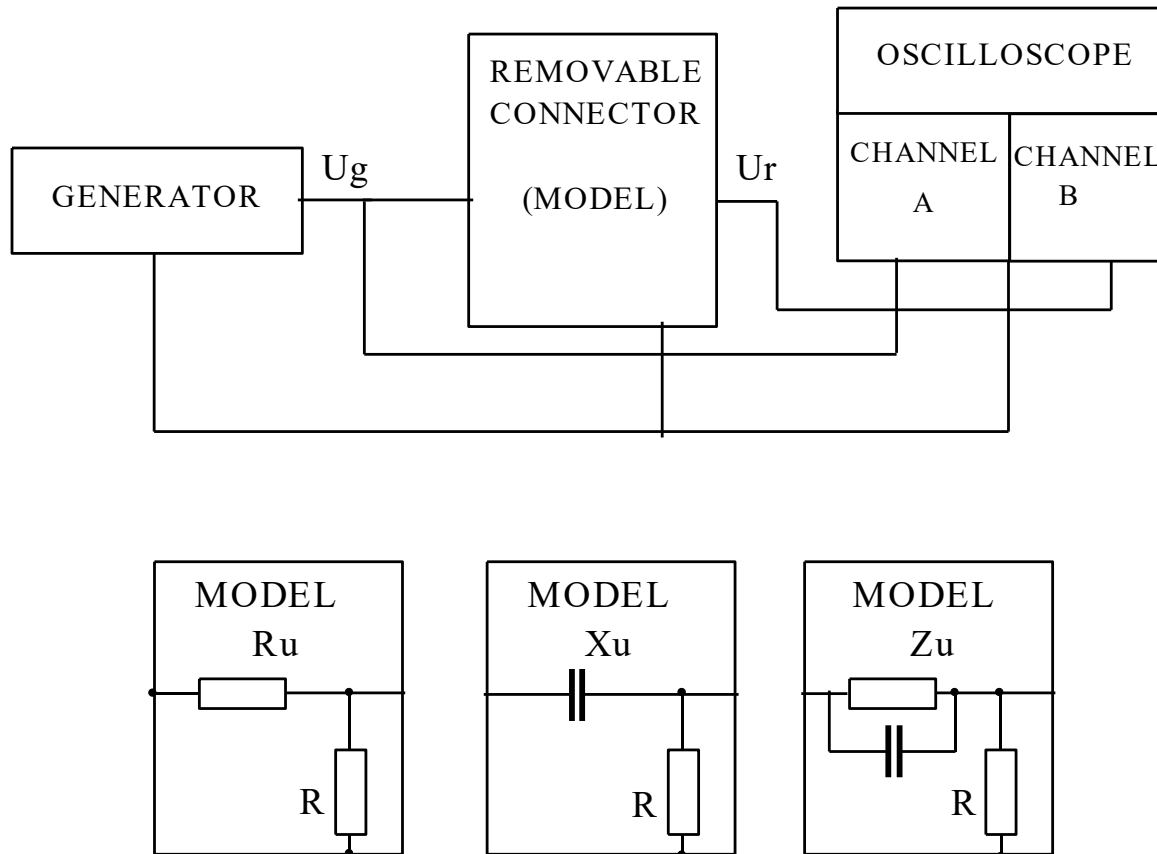 GENERATOR
Ug
REMOVABLE
CONNECTOR
(MODEL)
Ur
OSCILLOSCOPE
CHANNEL
A
CHANNEL
B
MODEL
Ru
R
MODEL
Xu
R
MODEL
Zu
R